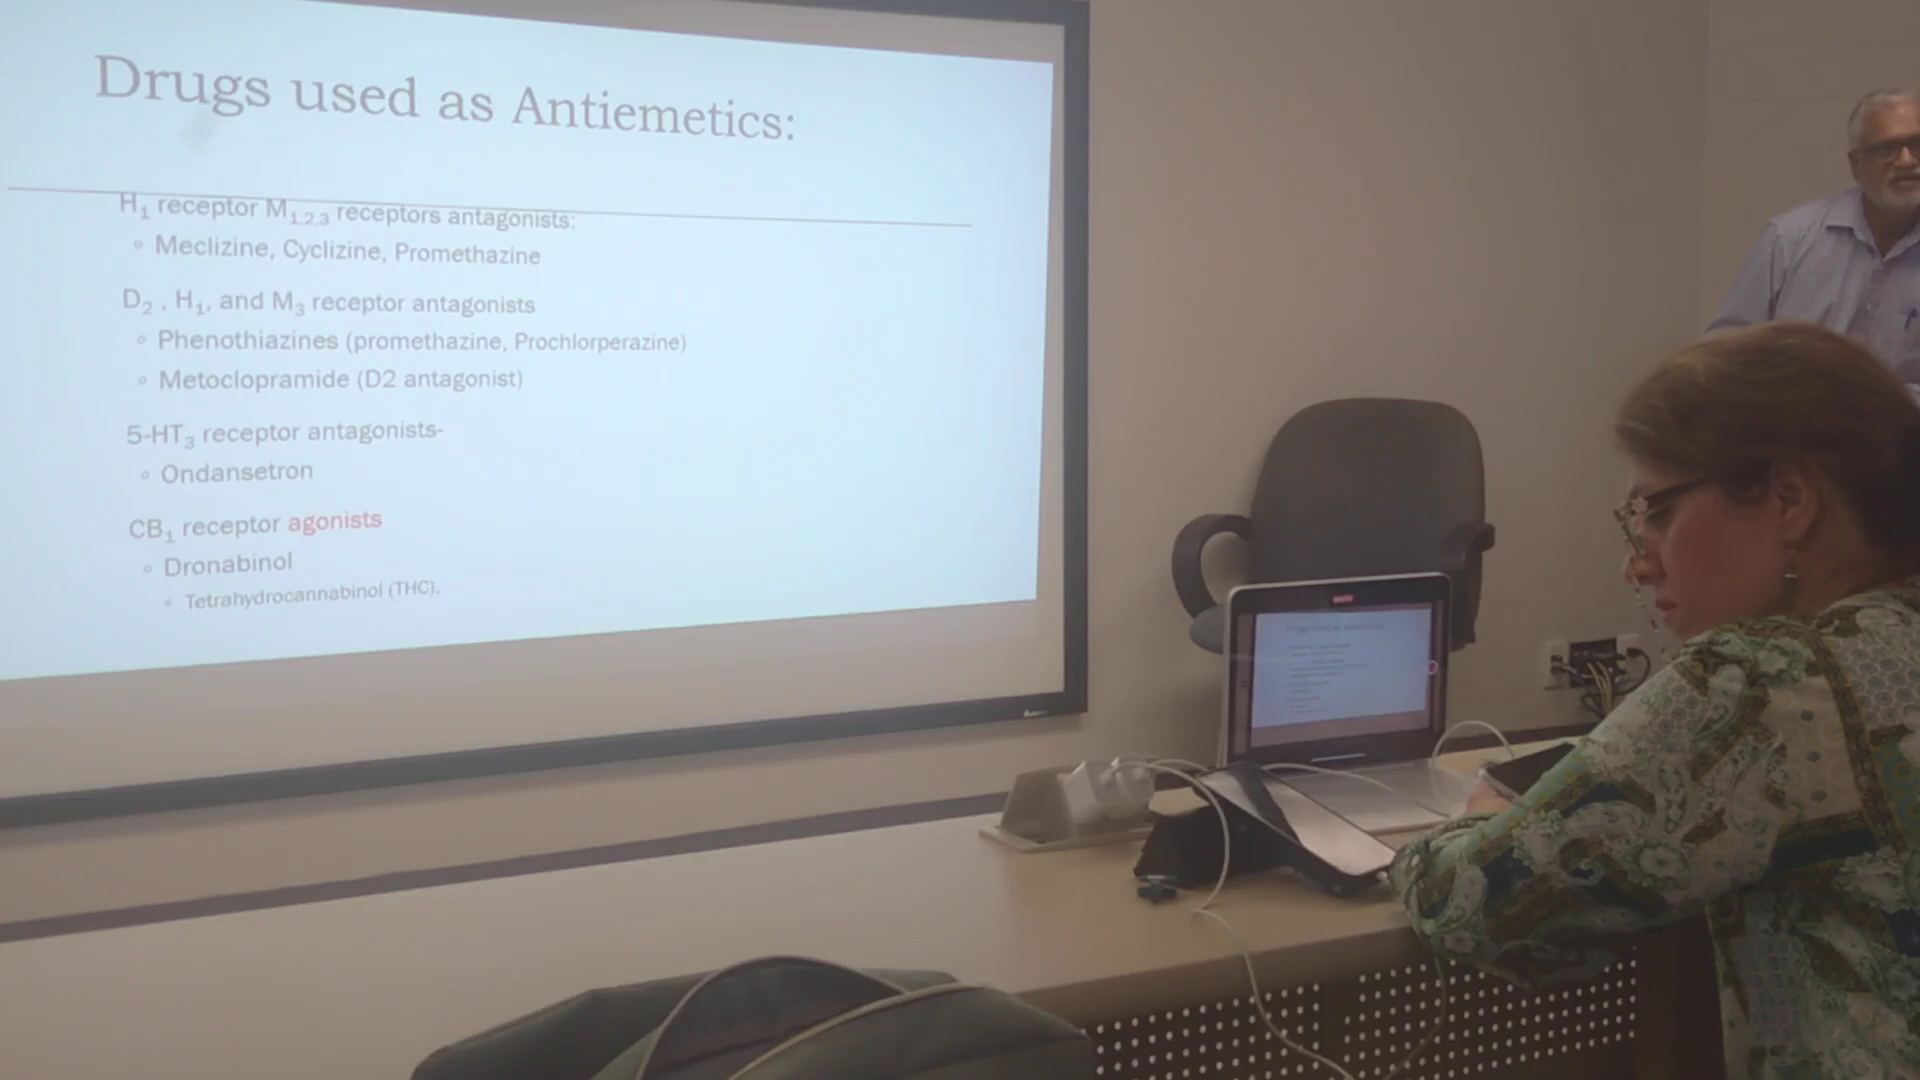 Drugs used as Antiemetics:
H₁ receptor M₁,₂,₃ receptors antagonists:
Meclizine, Cyclizine, Promethazine
D₂ , H₁, and M₃ receptor antagonists
Phenothiazines (promethazine, Prochlorperazine)
Metoclopramide (D2 antagonist)
5-HT₃ receptor antagonists-
Ondansetron
CB₁ receptor agonists
Dronabinol
Tetrahydrocannabinol (THC).